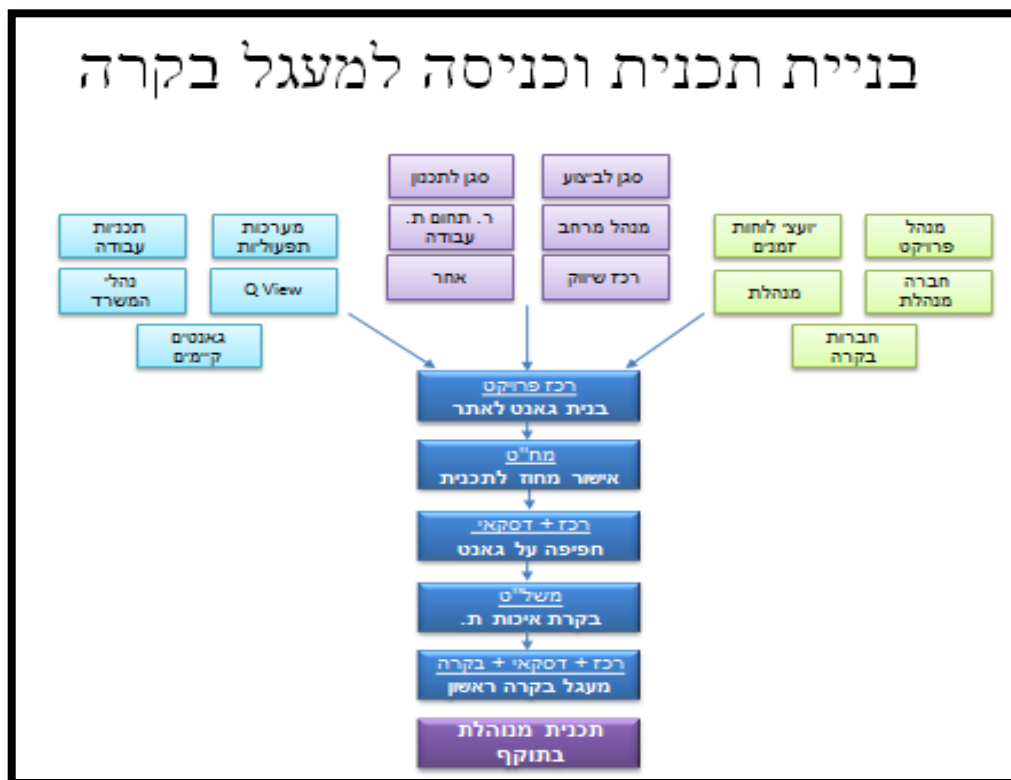 בניית תכנית וכניסה למעגל בקרה
סגן לביצוע
סגן לתכנון
מנהל מרחב
ר. תחום ת.
עבודה
רכז שיווק
אחר
מנהל
פרויקט
יועצי לוחות
זמנים
חברה
מנהלת
מנהלת
חברות
בקרה
מערכות
תפעוליות
תכניות
עבודה
Q View
נהלי
המשרד
גאנטים
קיימים
רכז פרויקט
בנית גאנט לאתר
מח"ט
אישור מחוז לתכנית
רכז + דסקאי
חפיפה על גאנט
משל"ט
בקרת איכות ת.
רכז + דסקאי + בקרה
מעגל בקרה ראשון
תכנית מנוהלת
בתוקף